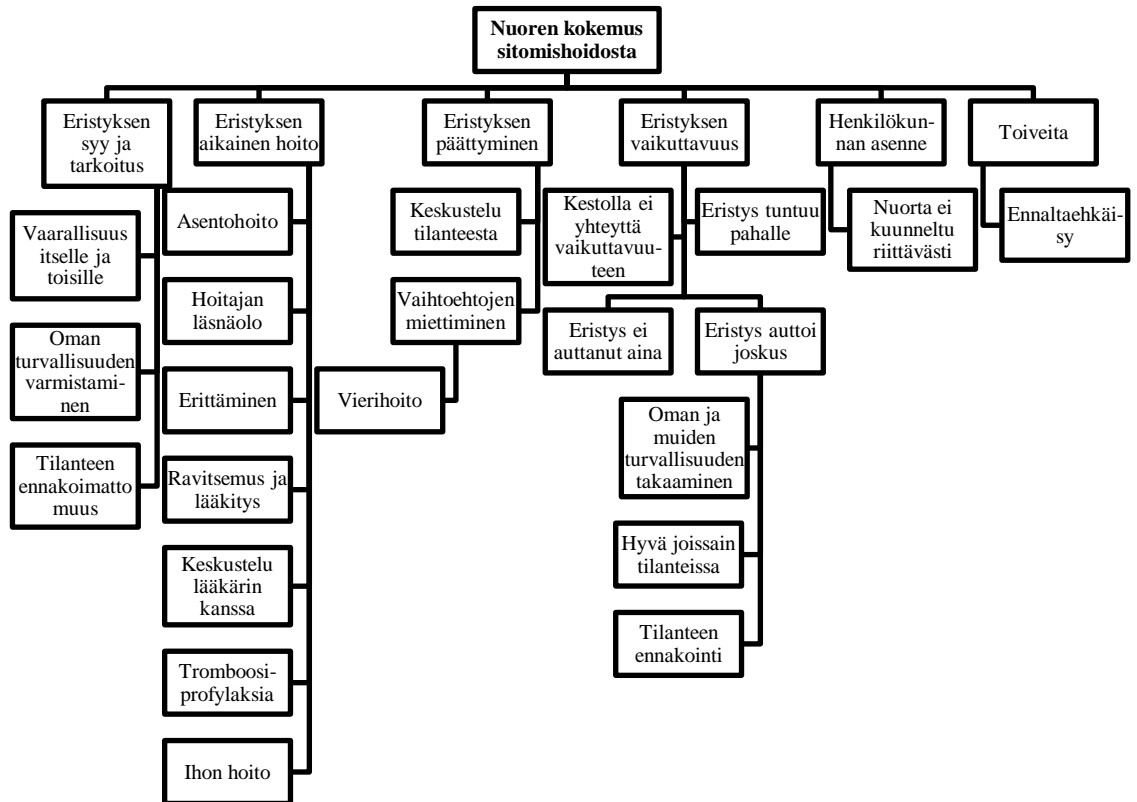 Nuoren kokemus
sitomishoidosta
Eristyksen
syy ja
tarkoitus
Vaarallisuus
itselle ja
toisille
Oman
turvallisuuden
varmistami-
nen
Tilanteen
ennakoimatto
muus
Eristyksen
aikainen hoito
Asentohoito
Hoitajan
läsnäolo
Erittäminen
Ravitsemus ja
lääkitys
Keskustelu
lääkärin
kanssa
Tromboosi-
profylaksia
Ihon hoito
Eristyksen
päättyminen
Keskustelu
tilanteesta
Vaihtoehtojen
miettiminen
Vierihoito
Eristyksen
vaikuttavuus
Kestolla ei
yhteyttä
vaikuttavuu-
teen
Eristys tuntuu
pahalle
Eristys ei
auttanut aina
Eristys auttoi
joskus
Oman ja
muiden
turvallisuuden
takaaminen
Hyvä joissain
tilanteissa
Tilanteen
ennakointi
Henkilökun-
nan asenne
Nuorta ei
kuunneltu
riittävästi
Toiveita
Ennaltaehkäi-
sy